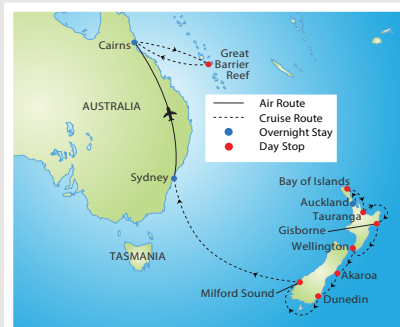 Cairns
Great
Barrier
Reef
AUSTRALIA
Air Route
Cruise Route
Overnight Stay
Day Stop
Sydney
Bay of Islands
Auckland
Tauranga
Gisborne
Wellington
TASMANIA
Akaroa
Milford Sound
Dunedin